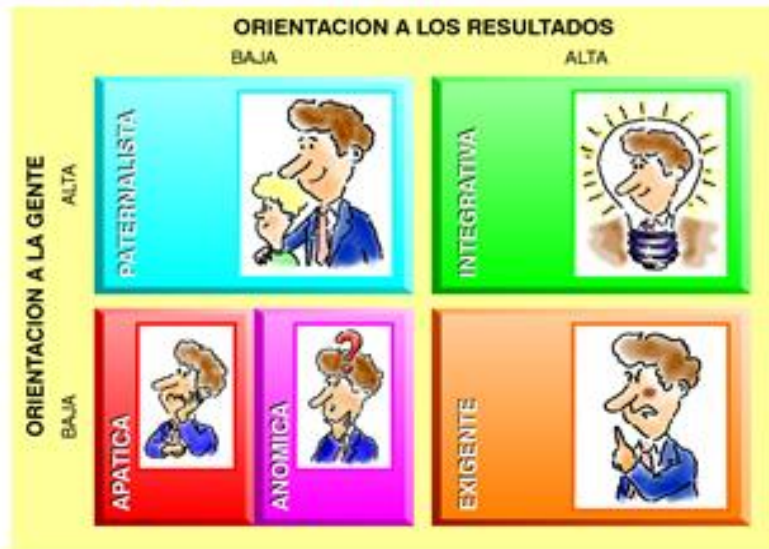 ORIENTACION A LOS RESULTADOS
BAJA
ALTA
ORIENTACION A LA GENTE
ALTA
BAJA
PATERNALISTA
INTEGRATIVA
APATICA
ANOMICA
?
EXIGENTE